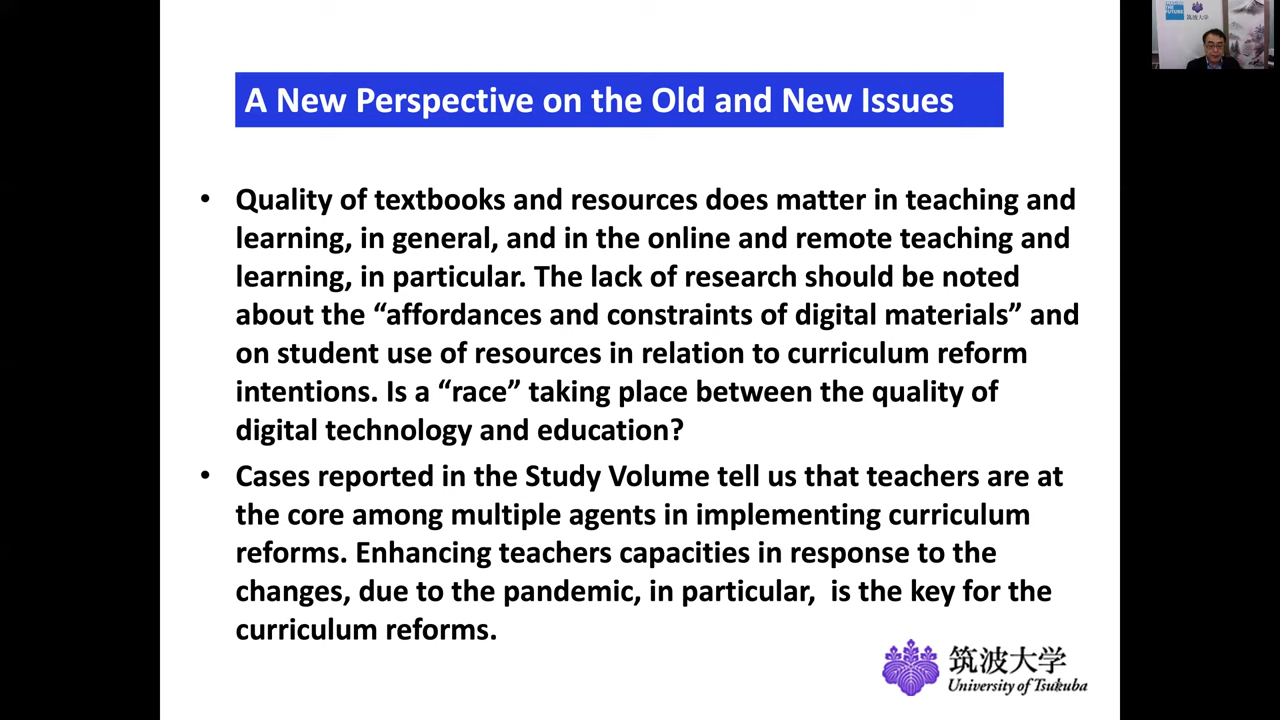 A New Perspective on the Old and New Issues
• Quality of textbooks and resources does matter in teaching and
learning, in general, and in the online and remote teaching and
learning, in particular. The lack of research should be noted
about the “affordances and constraints of digital materials” and
on student use of resources in relation to curriculum reform
intentions. Is a “race” taking place between the quality of
digital technology and education?
• Cases reported in the Study Volume tell us that teachers are at
the core among multiple agents in implementing curriculum
reforms. Enhancing teachers capacities in response to the
changes, due to the pandemic, in particular,  is the key for the
curriculum reforms.
筑波大学
University of Tsukuba
THE
FUTURE
筑波大学